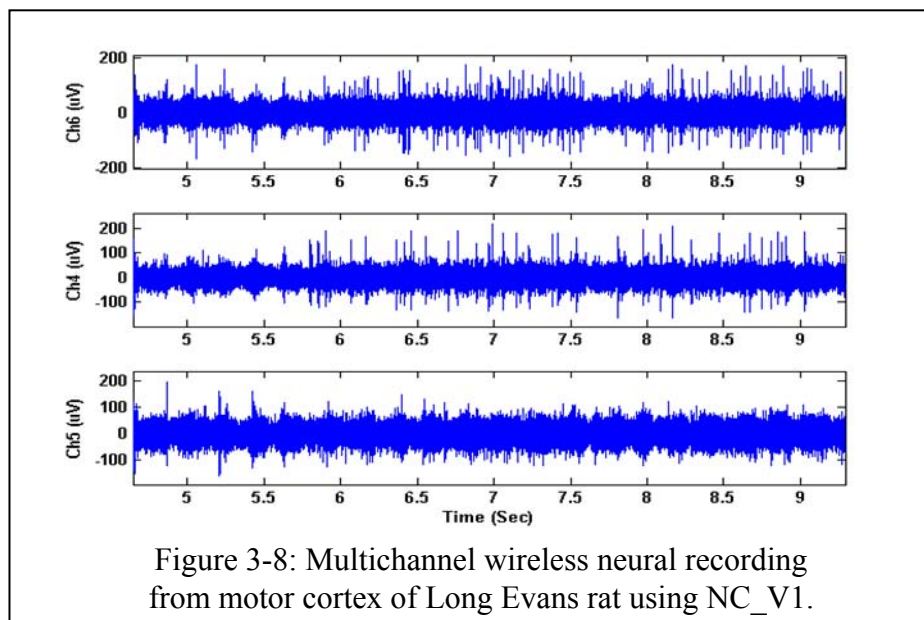 200
0
-200
Ch6 (uV)
5 5.5 6 6.5 7 7.5 8 8.5 9
200
100
0
-100
Ch4 (uV)
5 5.5 6 6.5 7 7.5 8 8.5 9
200
100
0
-100
Ch5 (uV)
5 5.5 6 6.5 7 7.5 8 8.5 9
Time (Sec)
Figure 3-8: Multichannel wireless neural recording
from motor cortex of Long Evans rat using NC_V1.